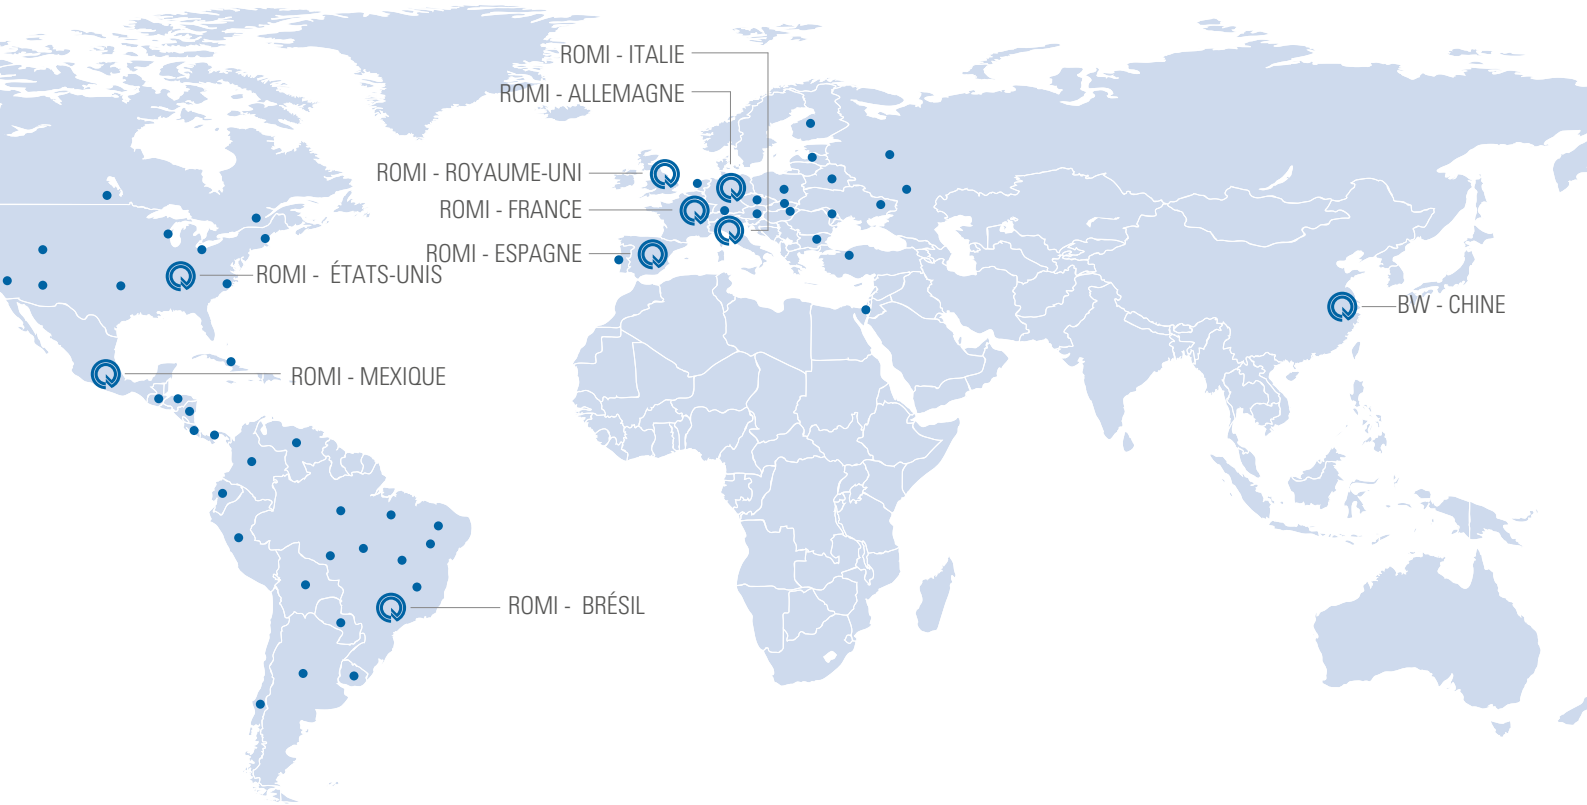 ROMI - ITALIE
ROMI - ALLEMAGNE
ROMI - ROYAUME-UNI
ROMI - FRANCE
ROMI - ESPAGNE
ROMI - ÉTATS-UNIS
BW - CHINE
ROMI - MEXIQUE
ROMI - BRÉSIL